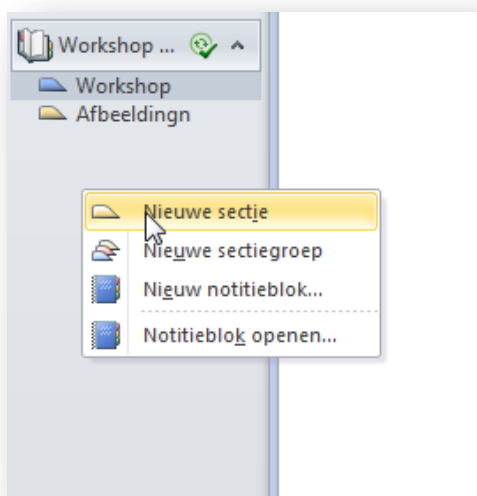 Workshop ...
Workshop
Afbeeldingn
Nieuwe sectie
Nieuwe sectiegroep
Nieuw notitieblok...
Notitieblok openen...